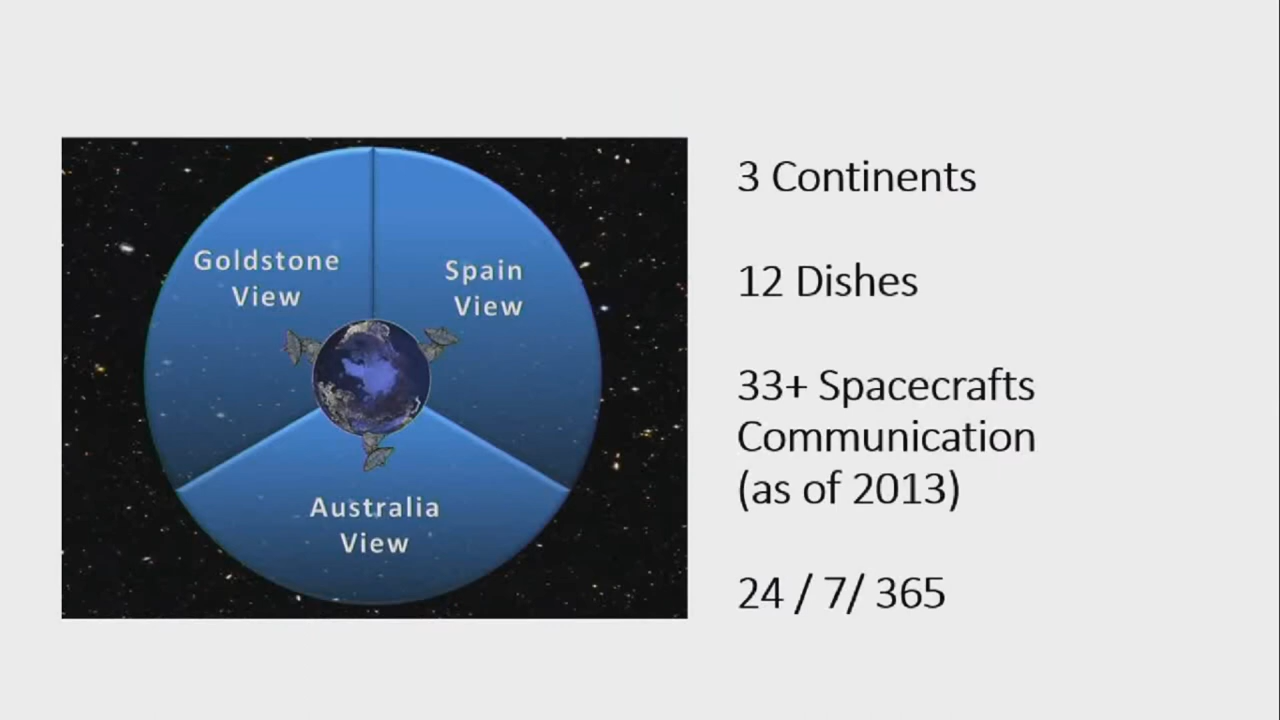 Goldstone
View
Spain
View
Australia
View
3 Continents
12 Dishes
33+ Spacecrafts
Communication
(as of 2013)
24 / 7/ 365